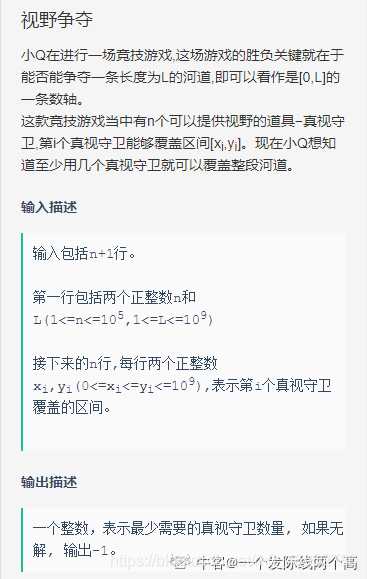 视野争夺
小Q在进行一场竞技游戏,这场游戏的胜负关键就在于
能否能争夺一条长度为L的河道,即可以看作是[0,L]的
一条数轴。
这款竞技游戏当中有n个可以提供视野的道具-真视守
卫,第i个真视守卫能够覆盖区间[xi,yi]。现在小Q想知
道至少用几个真视守卫就可以覆盖整段河道。
输入描述
输入包括n+1行。
第一行包括两个正整数n和
L(1<=n<=10^5,1<=L<=10^9)
接下来的n行,每行两个正整数
xi,yi(0<=xi<=yi<=10^9),表示第i个真视守卫
覆盖的区间。
输出描述
一个整数，表示最少需要的真视守卫数量, 如果无
解, 输出-1。
牛客@一个发际线两个高